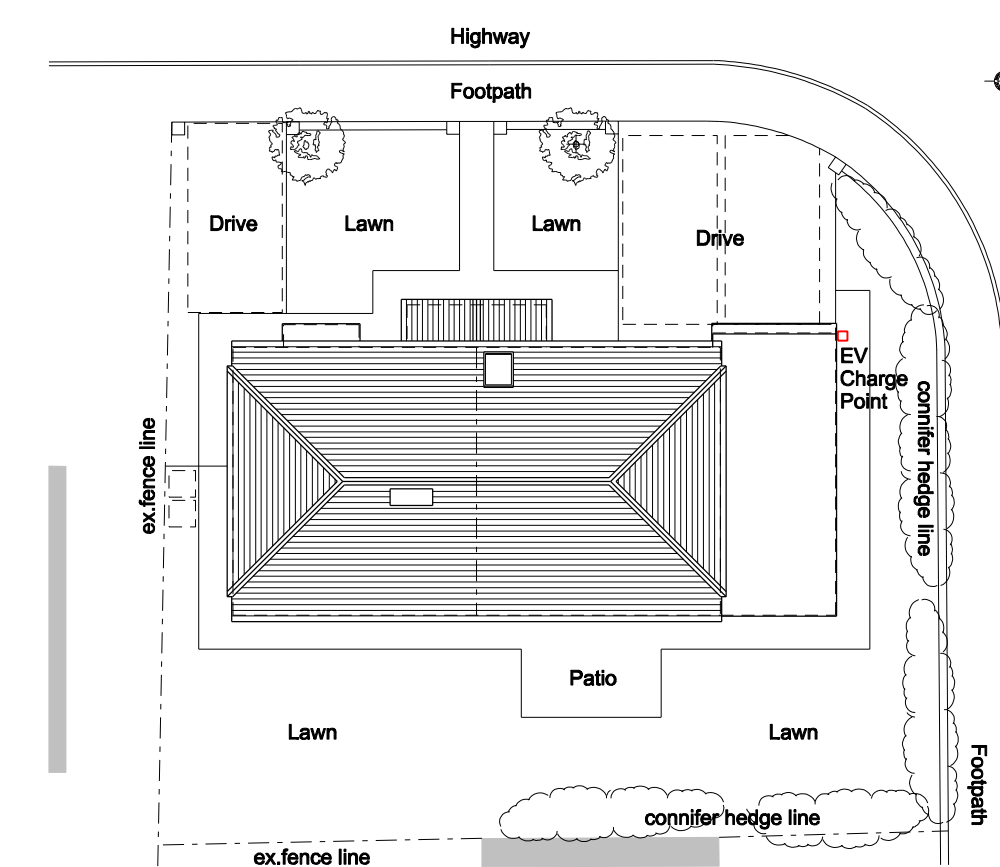 Highway
Footpath
Drive
Lawn
Lawn
Drive
EV
Charge
Point
connifer hedge line
ex.fence line
Patio
Lawn
Lawn
Footpath
connifer hedge line
ex.fence line